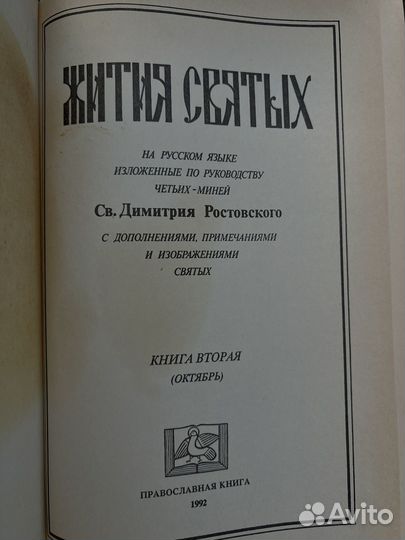 ЖИТИЯ СВЯТЫХ
НА РУССКОМ ЯЗЫКЕ
ИЗЛОЖЕННЫЕ ПО РУКОВОДСТВУ
ЧЕТЬИХ-МИНЕЙ
Св. Димитрия Ростовского
С ДОПОЛНЕНИЯМИ, ПРИМЕЧАНИЯМИ
И ИЗОБРАЖЕНИЯМИ
СВЯТЫХ
КНИГА ВТОРАЯ
(ОКТЯБРЬ)
ПРАВОСЛАВНАЯ КНИГА
1992
Avito